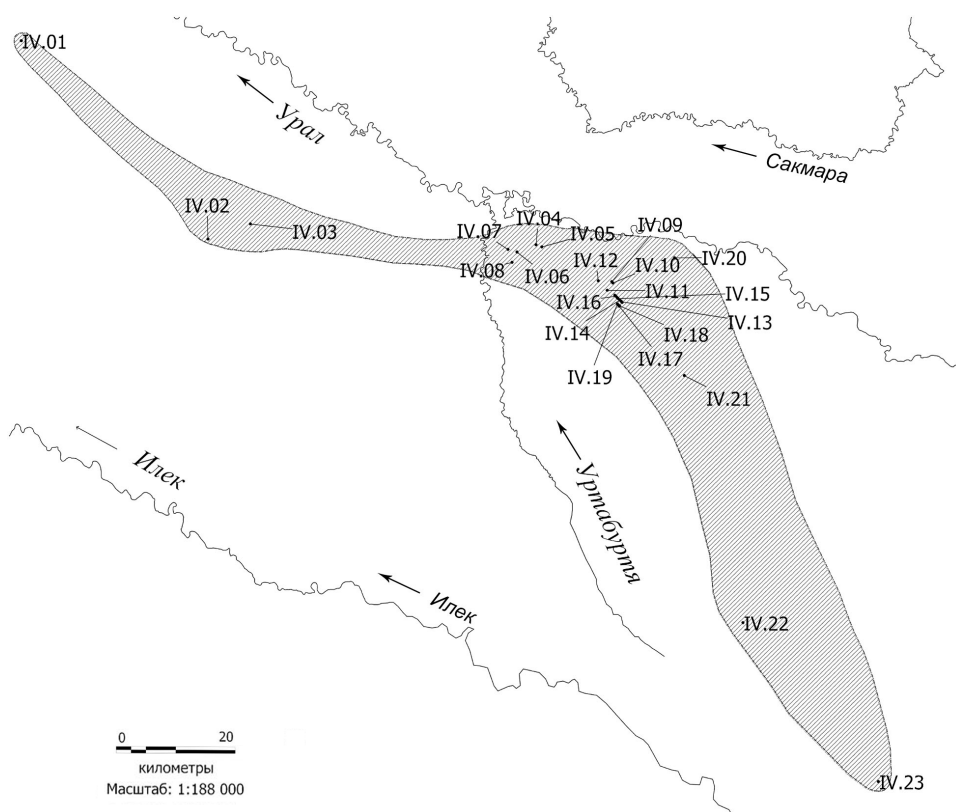 IV.01
Урал
Сакмара
IV.02
IV.03
IV.04
IV.07
IV.05
IV.09
IV.08
IV.06
IV.12
IV.10
IV.20
IV.11
IV.15
IV.16
IV.13
IV.14
IV.18
IV.17
IV.19
IV.21
Илек
Уртабуртя
Илек
IV.22
IV.23
0 20
километры
Масштаб: 1:188 000